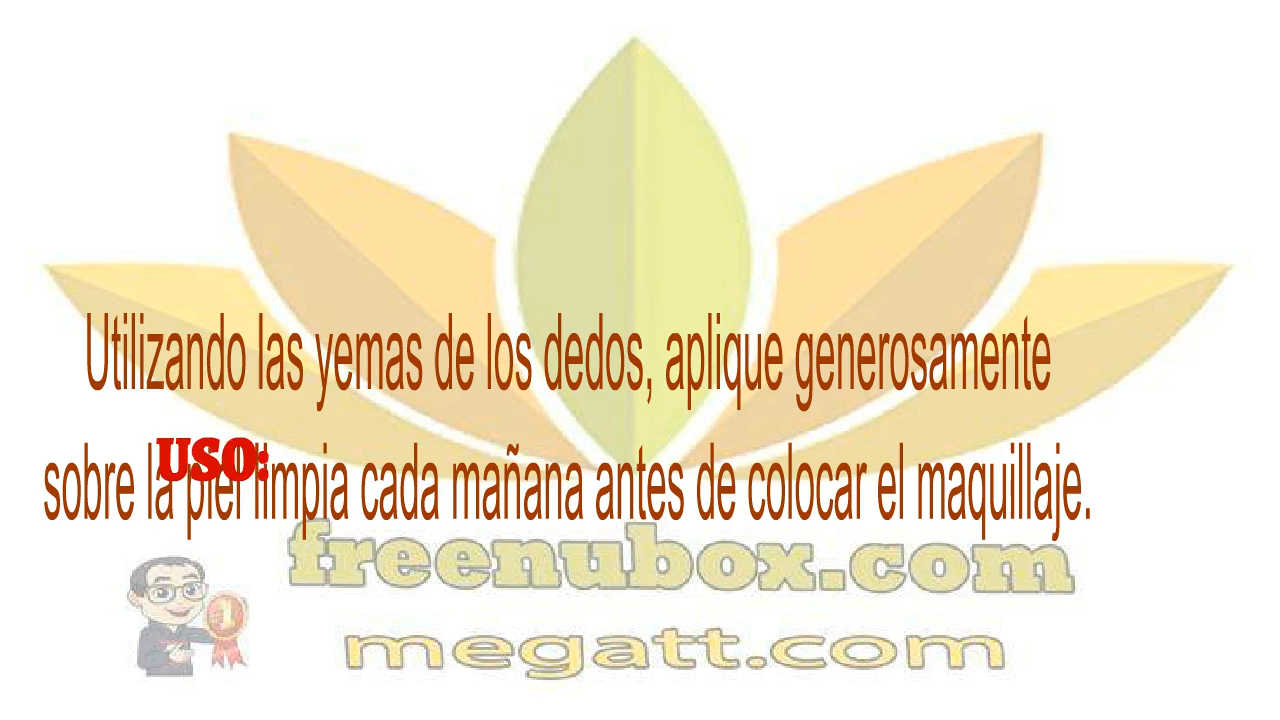 Utilizando las yemas de los dedos, aplique generosamente
USO:
sobre la piel limpia cada mañana antes de colocar el maquillaje.
freenubox.com
#1
megatt.com